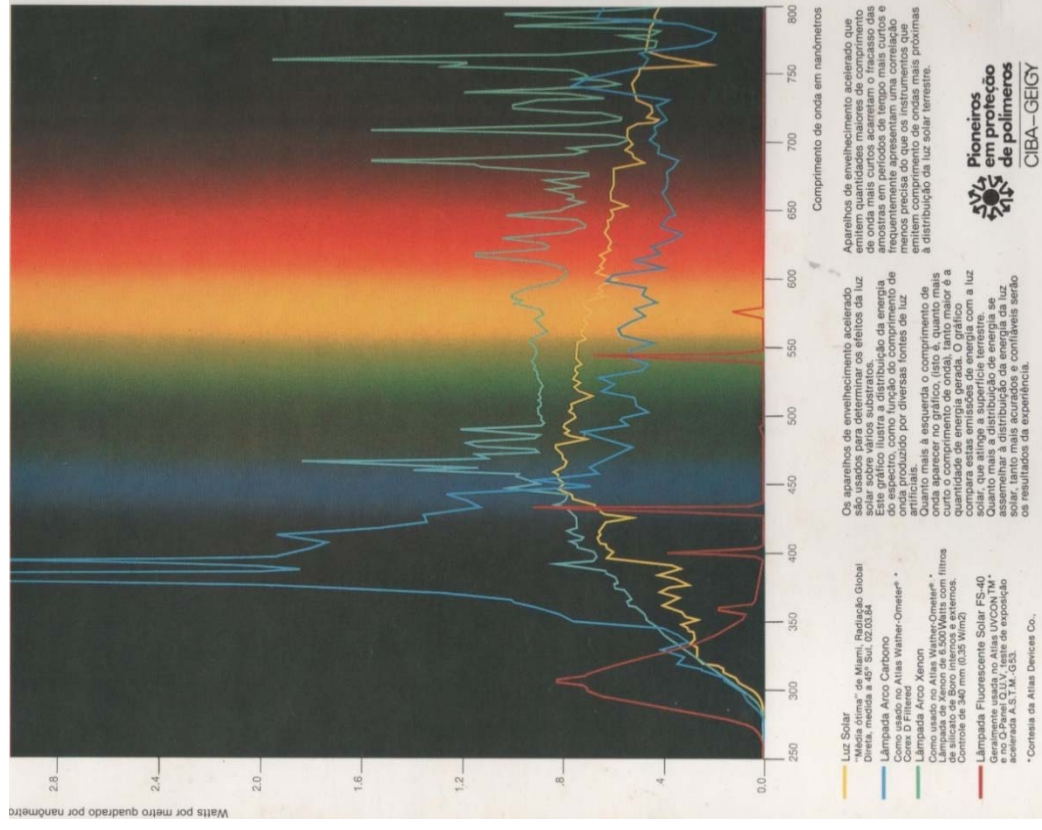 Watts por metro quadrado por nanômetro
2.8
2.4
2.0
1.6
1.2
.8
.4
0.0
250
300
350
400
450
500
550
600
650
700
750
800
Comprimento de onda em nanômetros
Luz Solar
"Média ótima" de Miami, Radiação Global
Direta, medida a 45° Sul, 02.03.84
Lâmpada Arco Carbono
Como usado no Atlas Wather-Ometer® *
Corex D Filtered
Lâmpada Arco Xenon
Como usado no Atlas Wather-Ometer®. *
Lâmpada de Xenon de 6.500 Watts com filtros
de silicato de Boro internos e externos.
Controle de 340 mm (0,35 W/m2)
Lâmpada Fluorescente Solar FS-40
Geralmente usada no Atlas UVCON™*
e no Q-Panel Q.U.V., teste de exposição
acelerada A.S.T.M.-G53.
*Cortesia da Atlas Devices Co.,
Os aparelhos de envelhecimento acelerado
são usados para determinar os efeitos da luz
solar sobre vários substratos.
Este gráfico ilustra a distribuição da energia
do espectro, como função do comprimento de
onda produzido por diversas fontes de luz
artificiais.
Quanto mais à esquerda o comprimento de
onda aparecer no gráfico, (isto é, quanto mais
curto o comprimento de onda), tanto maior é a
quantidade de energia gerada. O gráfico
compara estas emissões de energia com a luz
solar, que atinge a superfície terrestre.
Quanto mais a distribuição de energia se
assemelhar à distribuição da energia da luz
solar, tanto mais acurados e confiáveis serão
os resultados da experiência.
Aparelhos de envelhecimento acelerado que
emitem quantidades maiores de comprimento
de onda mais curtos acarretam o fracasso das
amostras em períodos de tempo mais curtos e
frequentemente apresentam uma correlação
menos precisa do que os instrumentos que
emitem comprimento de ondas mais próximas
à distribuição da luz solar terrestre.
Pioneiros
em proteção
de polímeros
CIBA–GEIGY